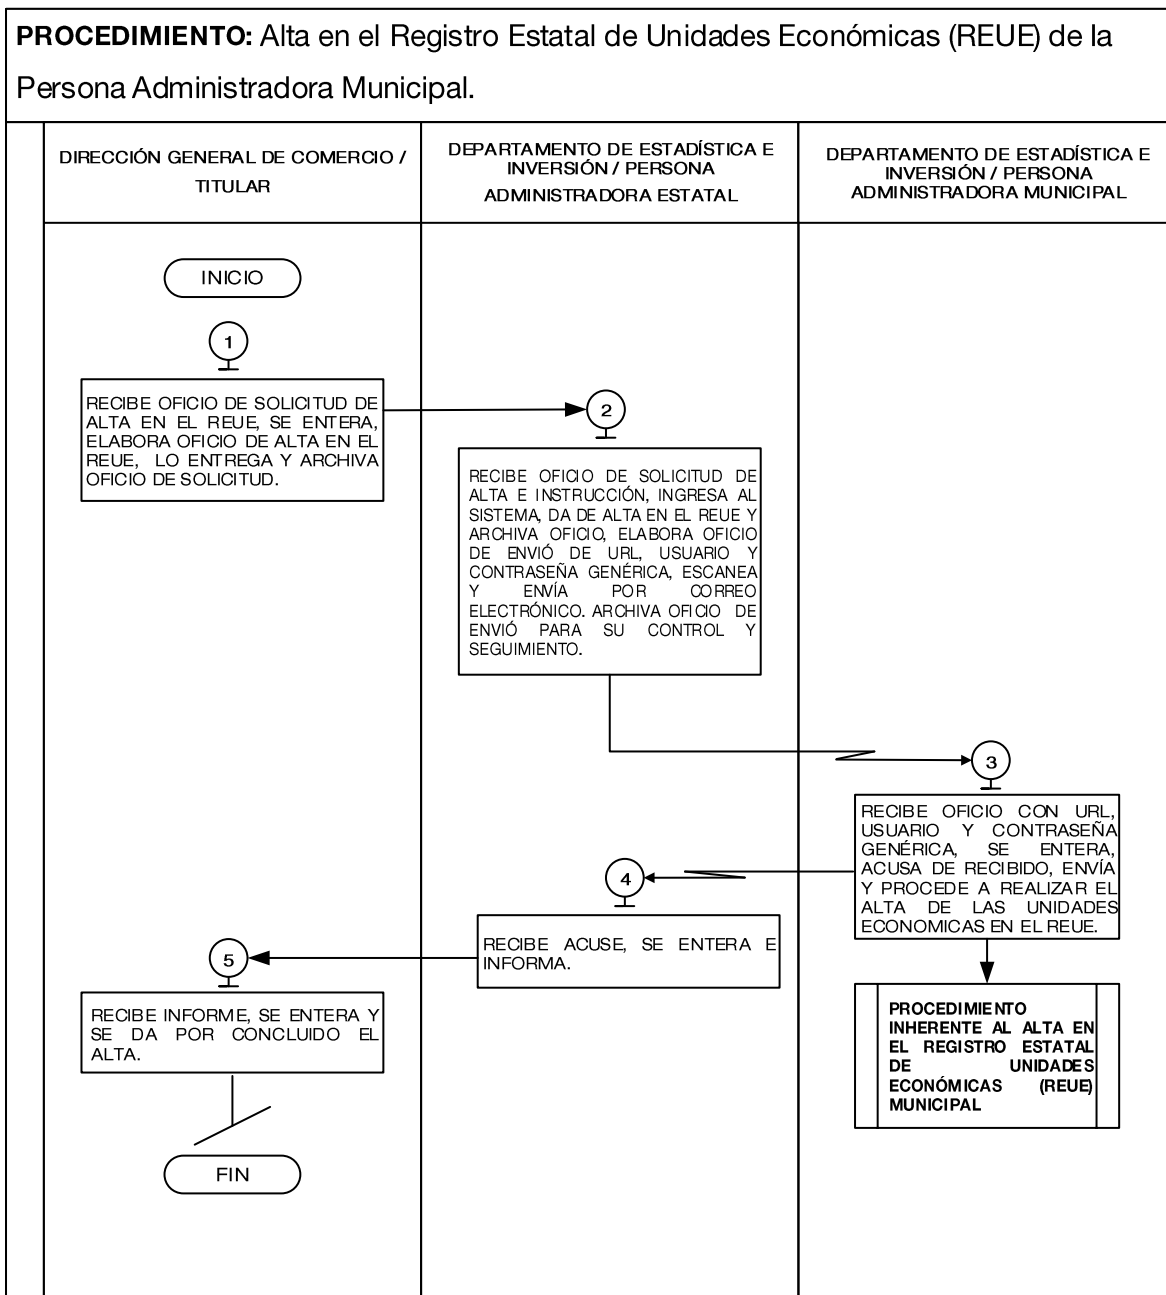 PROCEDIMIENTO: Alta en el Registro Estatal de Unidades Económicas (REUE) de la
Persona Administradora Municipal.
DIRECCIÓN GENERAL DE COMERCIO /
TITULAR
DEPARTAMENTO DE ESTADÍSTICA E
INVERSIÓN / PERSONA
ADMINISTRADORA ESTATAL
DEPARTAMENTO DE ESTADÍSTICA E
INVERSIÓN / PERSONA
ADMINISTRADORA MUNICIPAL
INICIO
1
RECIBE OFICIO DE SOLICITUD DE
ALTA EN EL REUE, SE ENTERA,
ELABORA OFICIO DE ALTA EN EL
REUE, LO ENTREGA Y ARCHIVA
OFICIO DE SOLICITUD.
2
RECIBE OFICIO DE SOLICITUD DE
ALTA E INSTRUCCIÓN, INGRESA AL
SISTEMA, DA DE ALTA EN EL REUE Y
ARCHIVA OFICIO, ELABORA OFICIO
DE ENVIÓ DE URL, USUARIO Y
CONTRASEÑA GENÉRICA, ESCANEA
Y ENVÍA POR CORREO
ELECTRÓNICO. ARCHIVA OFICIO DE
ENVIÓ PARA SU CONTROL Y
SEGUIMIENTO.
3
RECIBE OFICIO CON URL,
USUARIO Y CONTRASEÑA
GENÉRICA, SE ENTERA,
ACUSA DE RECIBIDO, ENVÍA
Y PROCEDE A REALIZAR EL
ALTA DE LAS UNIDADES
ECONOMICAS EN EL REUE.
4
RECIBE ACUSE, SE ENTERA E
INFORMA.
5
RECIBE INFORME, SE ENTERA Y
SE DA POR CONCLUIDO EL
ALTA.
PROCEDIMIENTO
INHERENTE AL ALTA EN
EL REGISTRO ESTATAL
DE UNIDADES
ECONÓMICAS (REUE)
MUNICIPAL
FIN